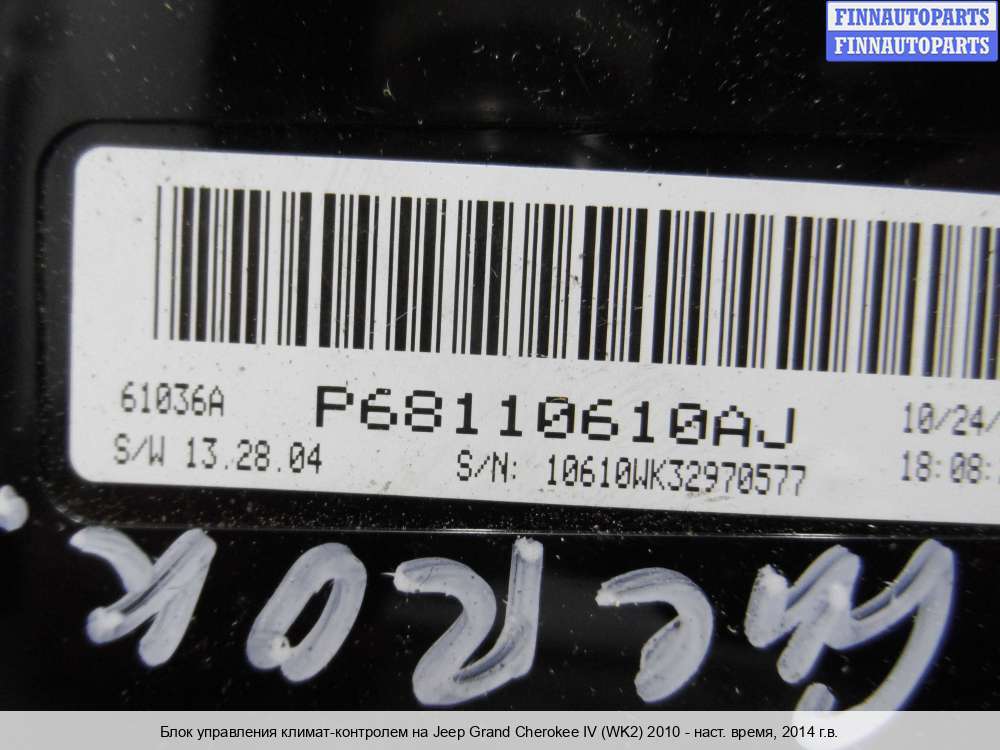 FINNAUTOPARTS
FINNAUTOPARTS
61036A P68110610AJ 10/24/
S/W 13.28.04 S/N: 10610WK32970577 18:08:
Блок управления климат-контролем на Jeep Grand Cherokee IV (WK2) 2010 - наст. время, 2014 г.в.